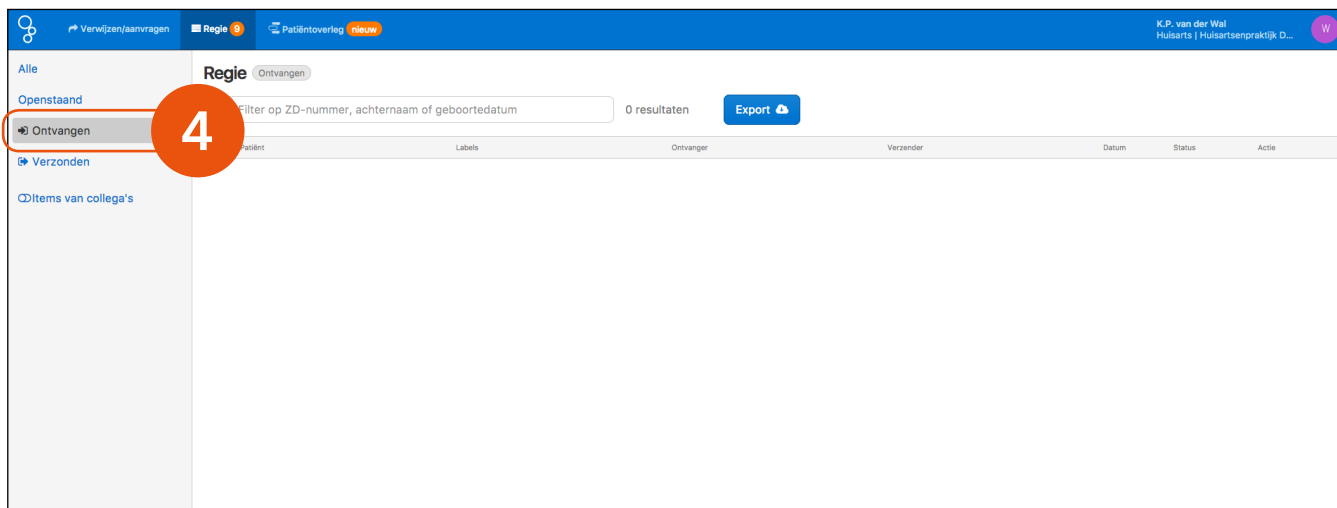 Verwijzen/aanvragen Regie 9 Patiëntoverleg nieuw K.P. van der Wal
Huisarts | Huisartsenpraktijk D... W
Alle
Openstaand
Ontvangen
Verzonden
Items van collega's
4
Regie Ontvangen
Filter op ZD-nummer, achternaam of geboortedatum 0 resultaten Export
Patiënt Labels Ontvanger Verzender Datum Status Actie